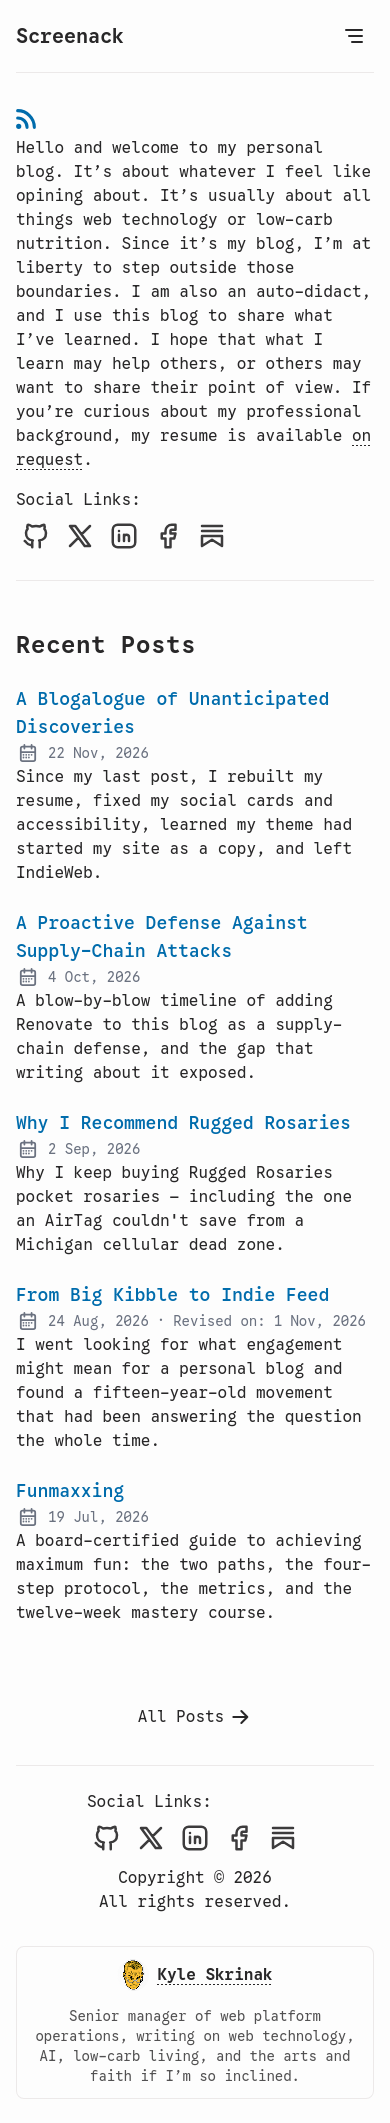 Screenack
Hello and welcome to my personal
blog. It’s about whatever I feel like
opining about. It’s usually about all
things web technology or low-carb
nutrition. Since it’s my blog, I’m at
liberty to step outside those
boundaries. I am also an auto-didact,
and I use this blog to share what
I’ve learned. I hope that what I
learn may help others, or others may
want to share their point of view. If
you’re curious about my professional
background, my resume is available on
request.
Social Links:
Recent Posts
A Blogalogue of Unanticipated
Discoveries
22 Nov, 2026
Since my last post, I rebuilt my
resume, fixed my social cards and
accessibility, learned my theme had
started my site as a copy, and left
IndieWeb.
A Proactive Defense Against
Supply-Chain Attacks
4 Oct, 2026
A blow-by-blow timeline of adding
Renovate to this blog as a supply-
chain defense, and the gap that
writing about it exposed.
Why I Recommend Rugged Rosaries
2 Sep, 2026
Why I keep buying Rugged Rosaries
pocket rosaries — including the one
an AirTag couldn't save from a
Michigan cellular dead zone.
From Big Kibble to Indie Feed
24 Aug, 2026 · Revised on: 1 Nov, 2026
I went looking for what engagement
might mean for a personal blog and
found a fifteen-year-old movement
that had been answering the question
the whole time.
Funmaxxing
19 Jul, 2026
A board-certified guide to achieving
maximum fun: the two paths, the four-
step protocol, the metrics, and the
twelve-week mastery course.
All Posts
Social Links:
Copyright © 2026
All rights reserved.
Kyle Skrinak
Senior manager of web platform
operations, writing on web technology,
AI, low-carb living, and the arts and
faith if I’m so inclined.